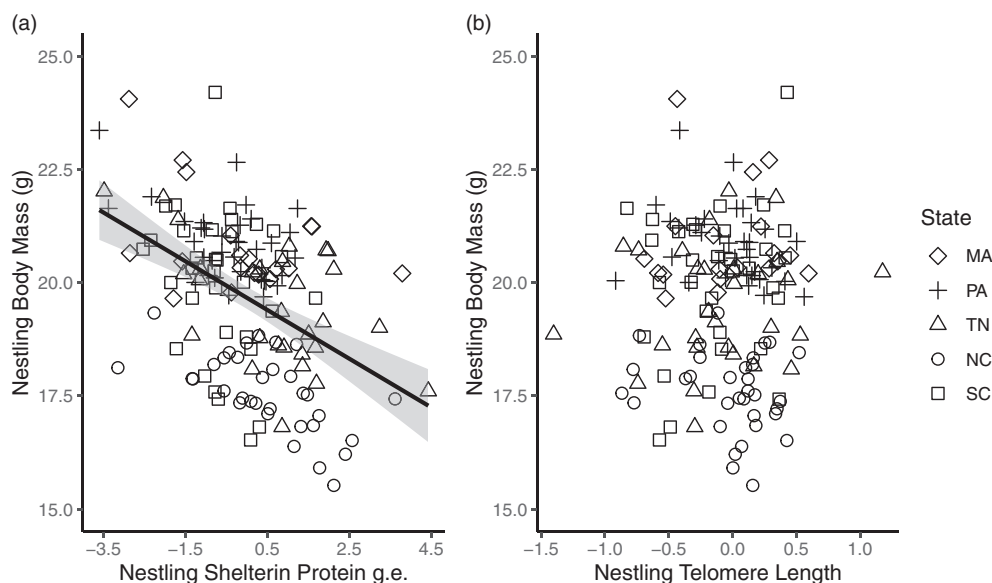 (a)
Nestling Body Mass (g)
25.0
22.5
20.0
17.5
15.0
−3.5 −1.5 0.5 2.5 4.5
Nestling Shelterin Protein g.e.
(b)
Nestling Body Mass (g)
25.0
22.5
20.0
17.5
15.0
−1.5 −1.0 −0.5 0.0 0.5 1.0
Nestling Telomere Length
State
MA
PA
TN
NC
SC